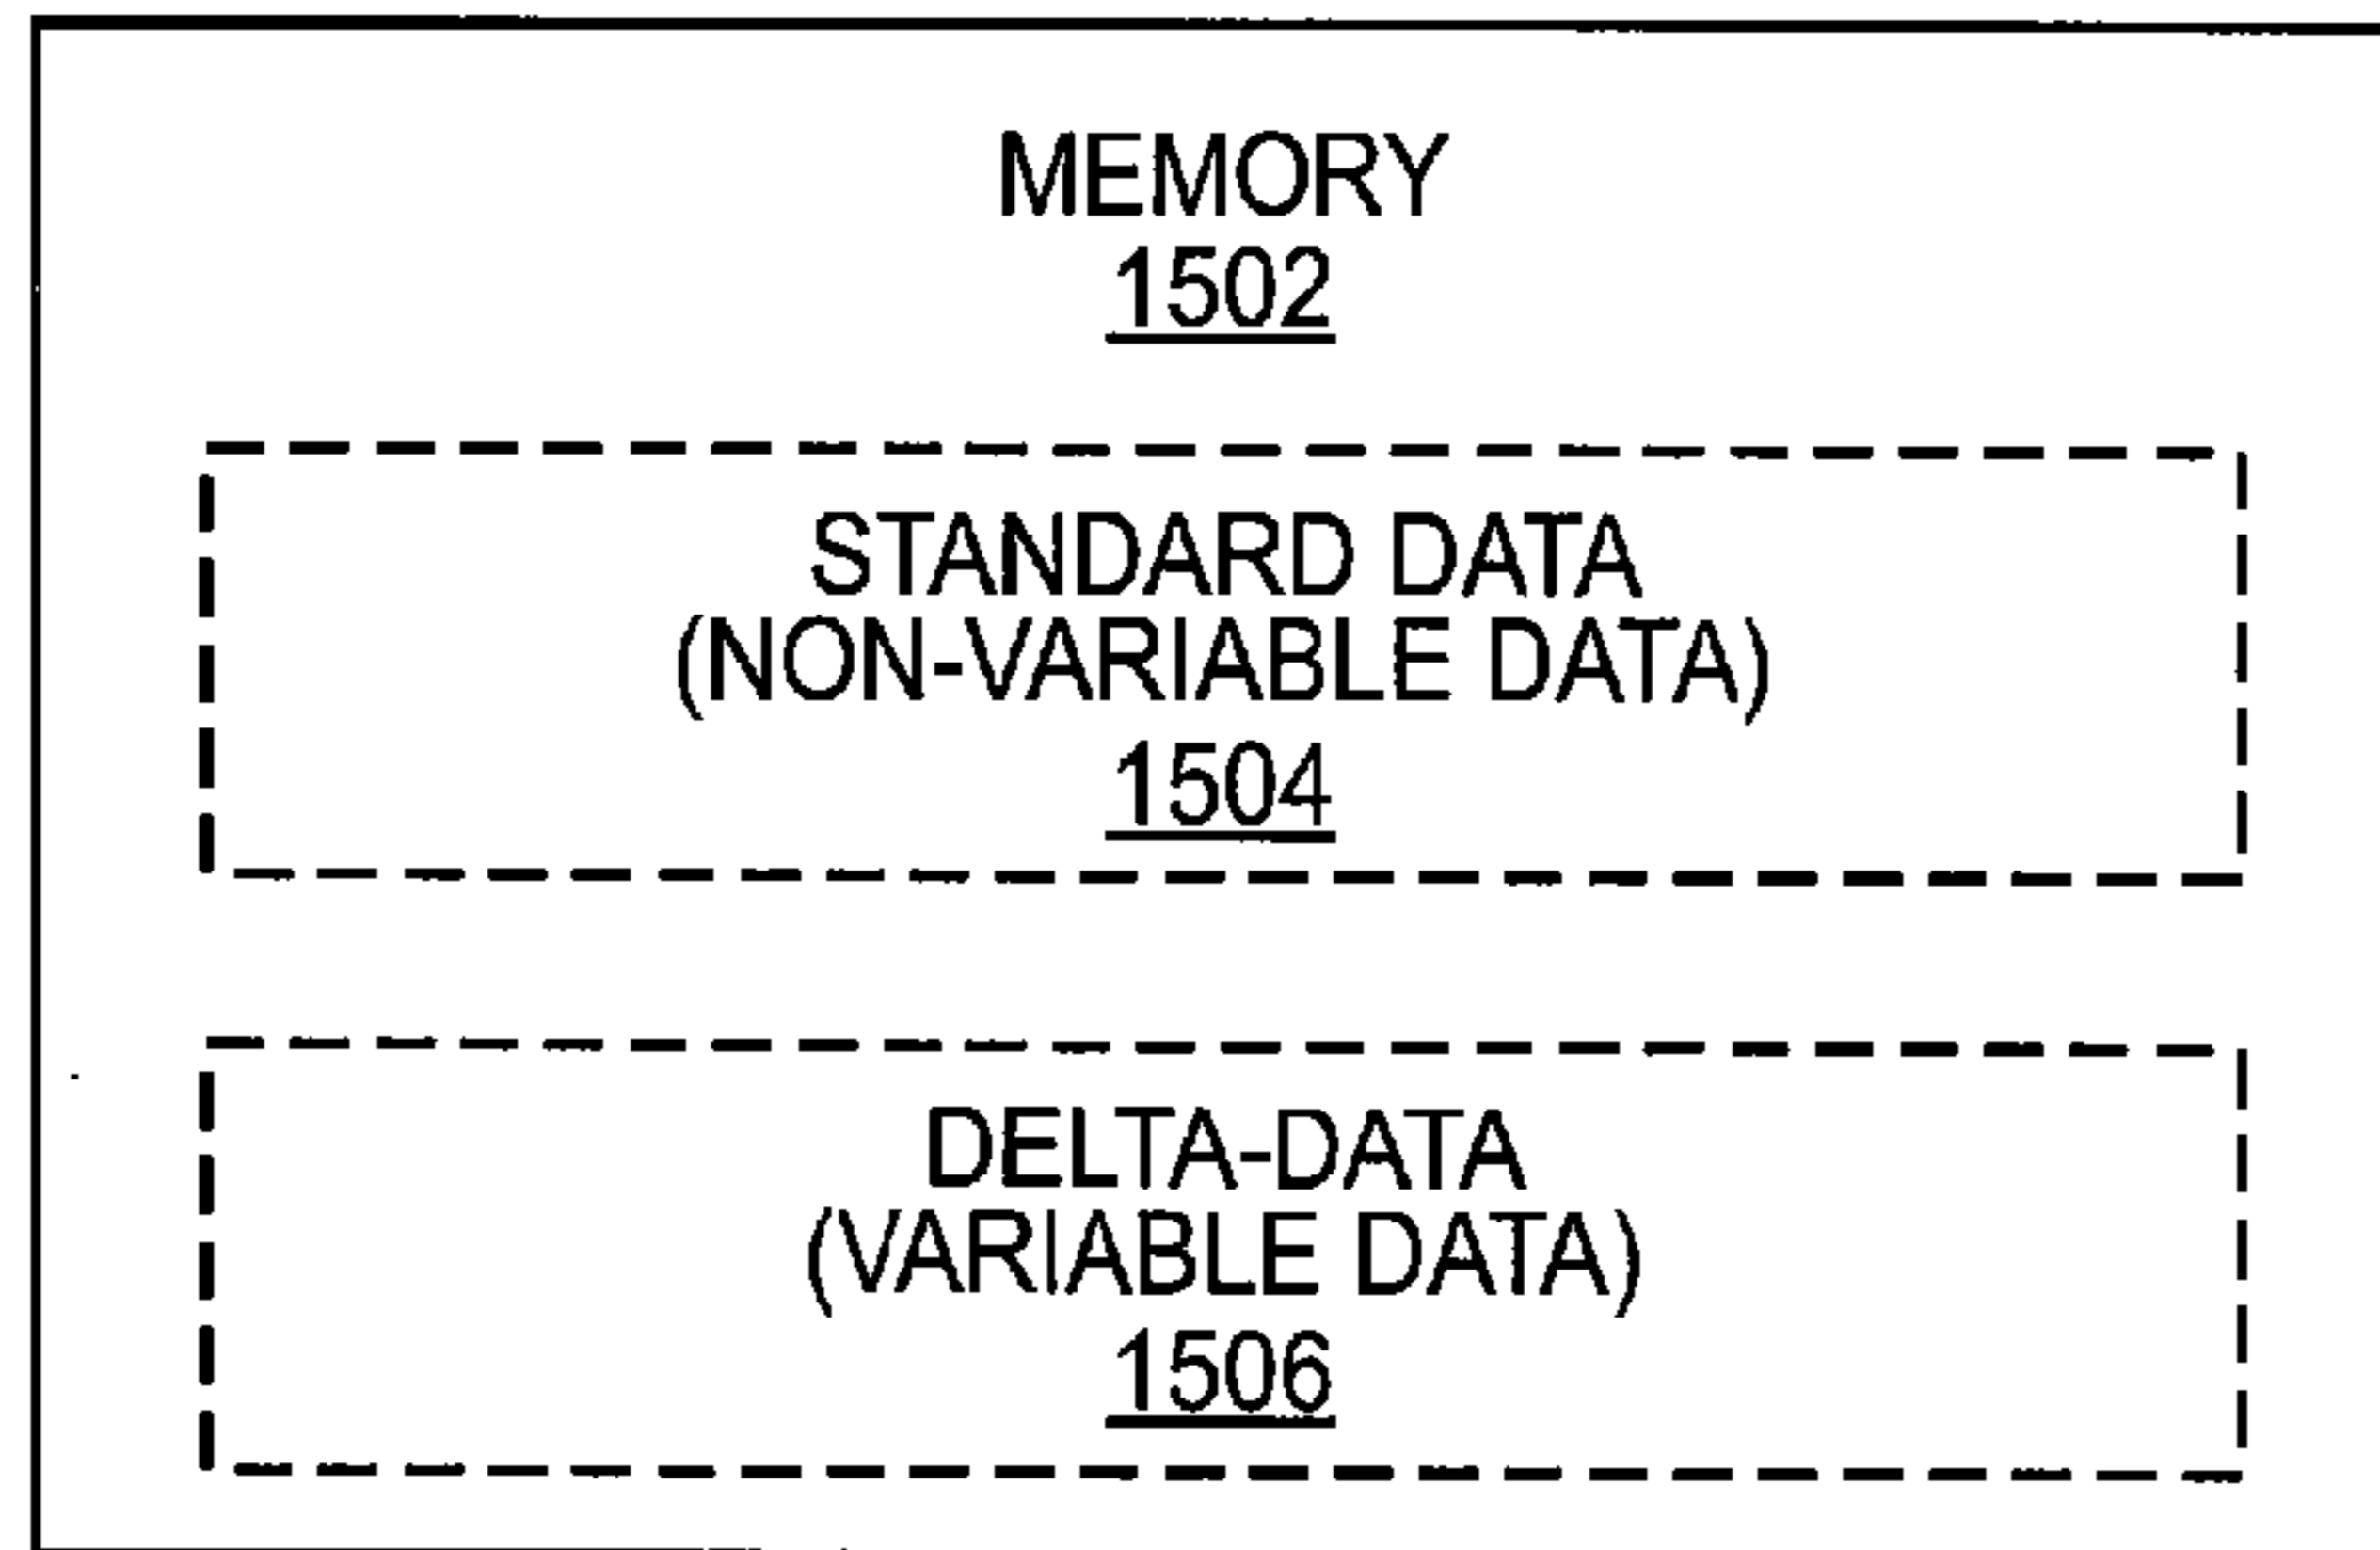 MEMORY
1502
STANDARD DATA
(NON-VARIABLE DATA)
1504
DELTA-DATA
(VARIABLE DATA)
1506